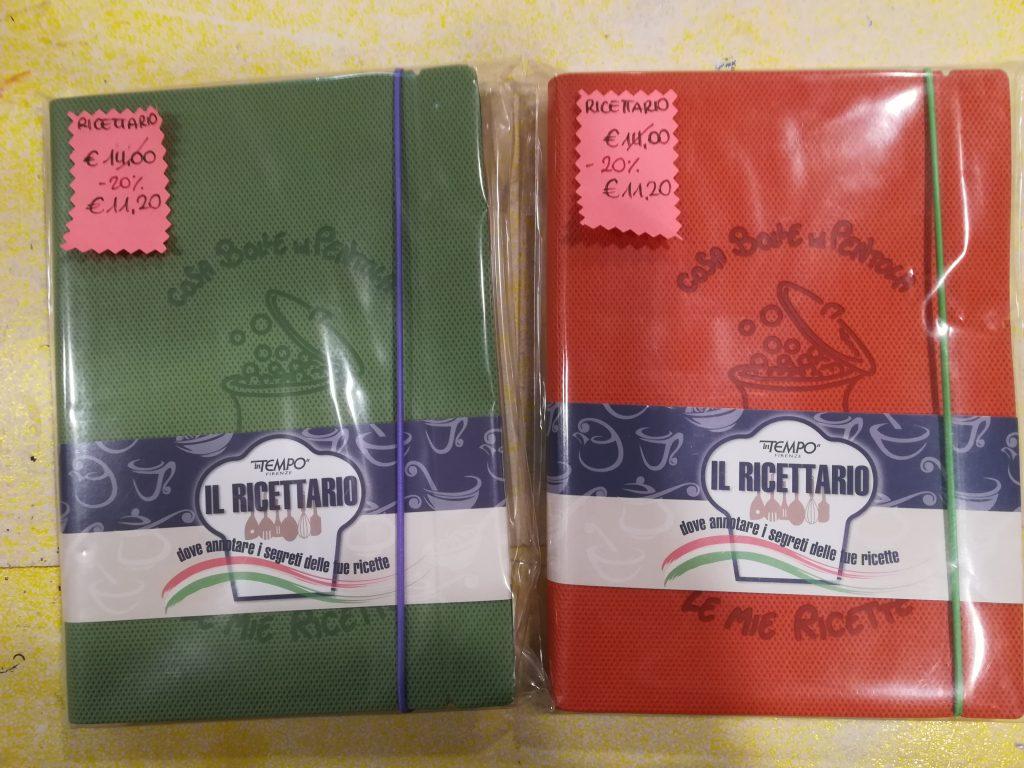 RICETTARIO
€ 14,00
-20%
€ 11,20
COSA BOLLE IN PENTOLA
inTEMPO
FIRENZE
IL RICETTARIO
dove annotare i segreti delle tue ricette
LE MIE RICETTE
RICETTARIO
€ 14,00
- 20%
€ 11,20
COSA BOLLE IN PENTOLA
inTEMPO
FIRENZE
IL RICETTARIO
dove annotare i segreti delle tue ricette
LE MIE RICETTE